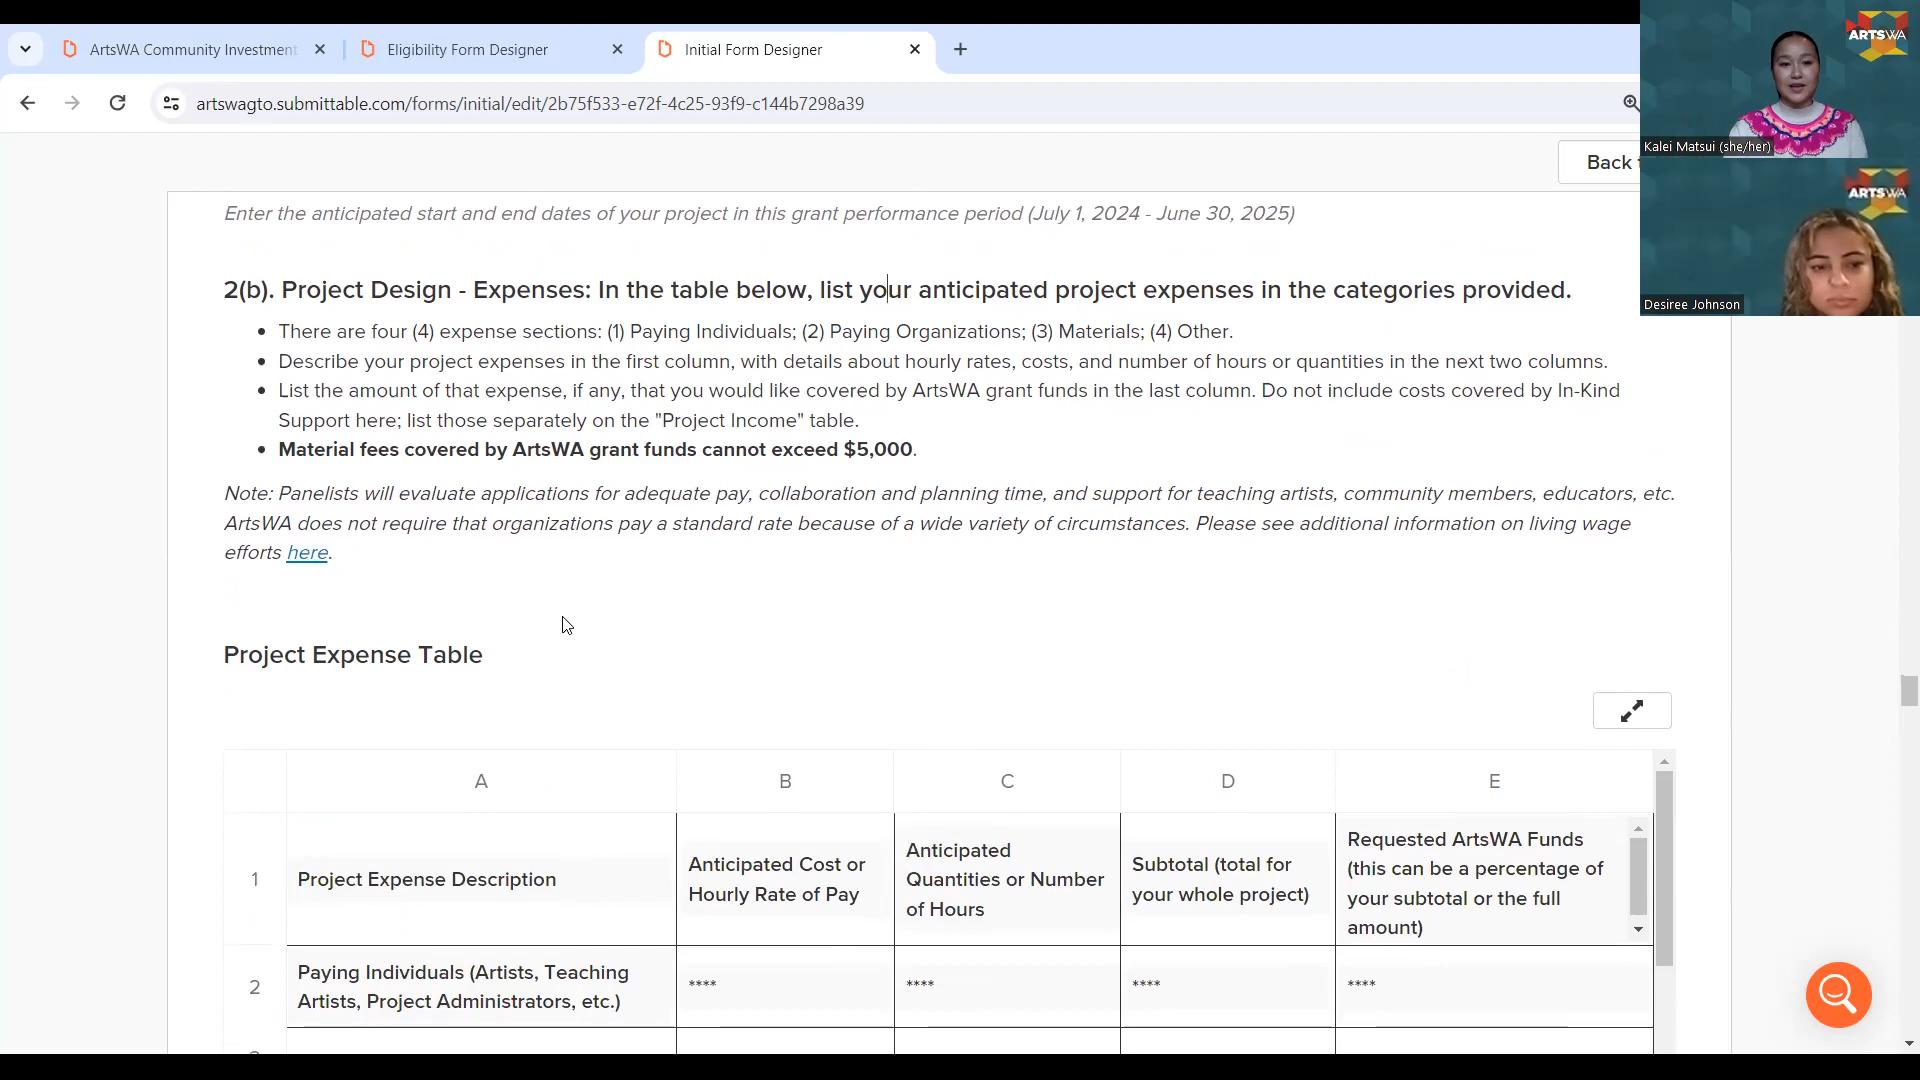 ArtsWA Community Investment
Eligibility Form Designer
Initial Form Designer
artswagto.submittable.com/forms/initial/edit/2b75f533-e72f-4c25-93f9-c144b7298a39
ARTSWA
Kalei Matsui (she/her)
ARTSWA
Desiree Johnson
Back
Enter the anticipated start and end dates of your project in this grant performance period (July 1, 2024 - June 30, 2025)
2(b). Project Design - Expenses: In the table below, list your anticipated project expenses in the categories provided.
• There are four (4) expense sections: (1) Paying Individuals; (2) Paying Organizations; (3) Materials; (4) Other.
• Describe your project expenses in the first column, with details about hourly rates, costs, and number of hours or quantities in the next two columns.
• List the amount of that expense, if any, that you would like covered by ArtsWA grant funds in the last column. Do not include costs covered by In-Kind
Support here; list those separately on the "Project Income" table.
• Material fees covered by ArtsWA grant funds cannot exceed $5,000.
Note: Panelists will evaluate applications for adequate pay, collaboration and planning time, and support for teaching artists, community members, educators, etc.
ArtsWA does not require that organizations pay a standard rate because of a wide variety of circumstances. Please see additional information on living wage
efforts here.
Project Expense Table
A B C D E
1
Project Expense Description
Anticipated Cost or
Hourly Rate of Pay
Anticipated
Quantities or Number
of Hours
Subtotal (total for
your whole project)
Requested ArtsWA Funds
(this can be a percentage of
your subtotal or the full
amount)
2
Paying Individuals (Artists, Teaching
Artists, Project Administrators, etc.)
**** **** **** ****